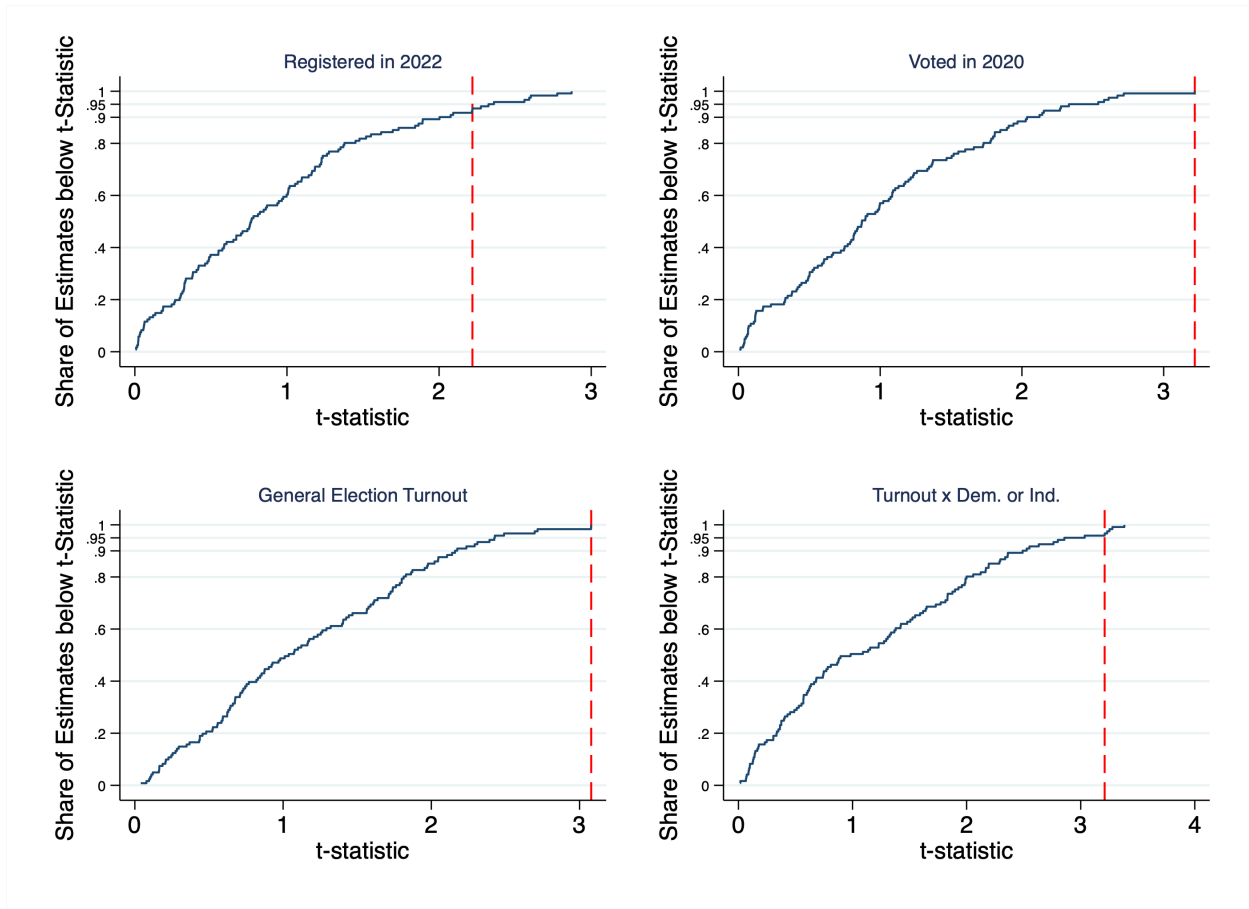 Registered in 2022
Share of Estimates below t-Statistic
1
.95
.9
.8
.6
.4
.2
0
0 1 2 3
t-statistic
Voted in 2020
Share of Estimates below t-Statistic
1
.95
.9
.8
.6
.4
.2
0
0 1 2 3
t-statistic
General Election Turnout
Share of Estimates below t-Statistic
1
.95
.9
.8
.6
.4
.2
0
0 1 2 3
t-statistic
Turnout x Dem. or Ind.
Share of Estimates below t-Statistic
1
.95
.9
.8
.6
.4
.2
0
0 1 2 3 4
t-statistic